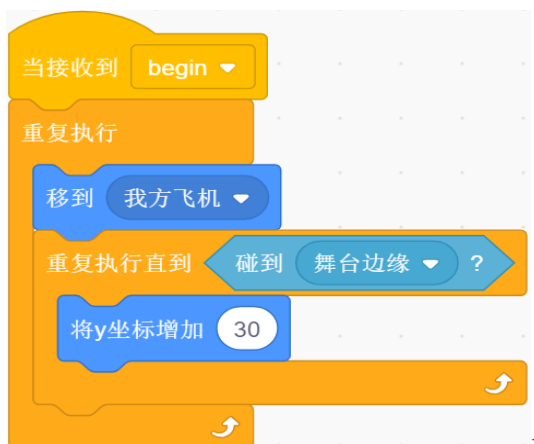 当接收到 begin
重复执行
移到 我方飞机
重复执行直到 碰到 舞台边缘 ?
将y坐标增加 30